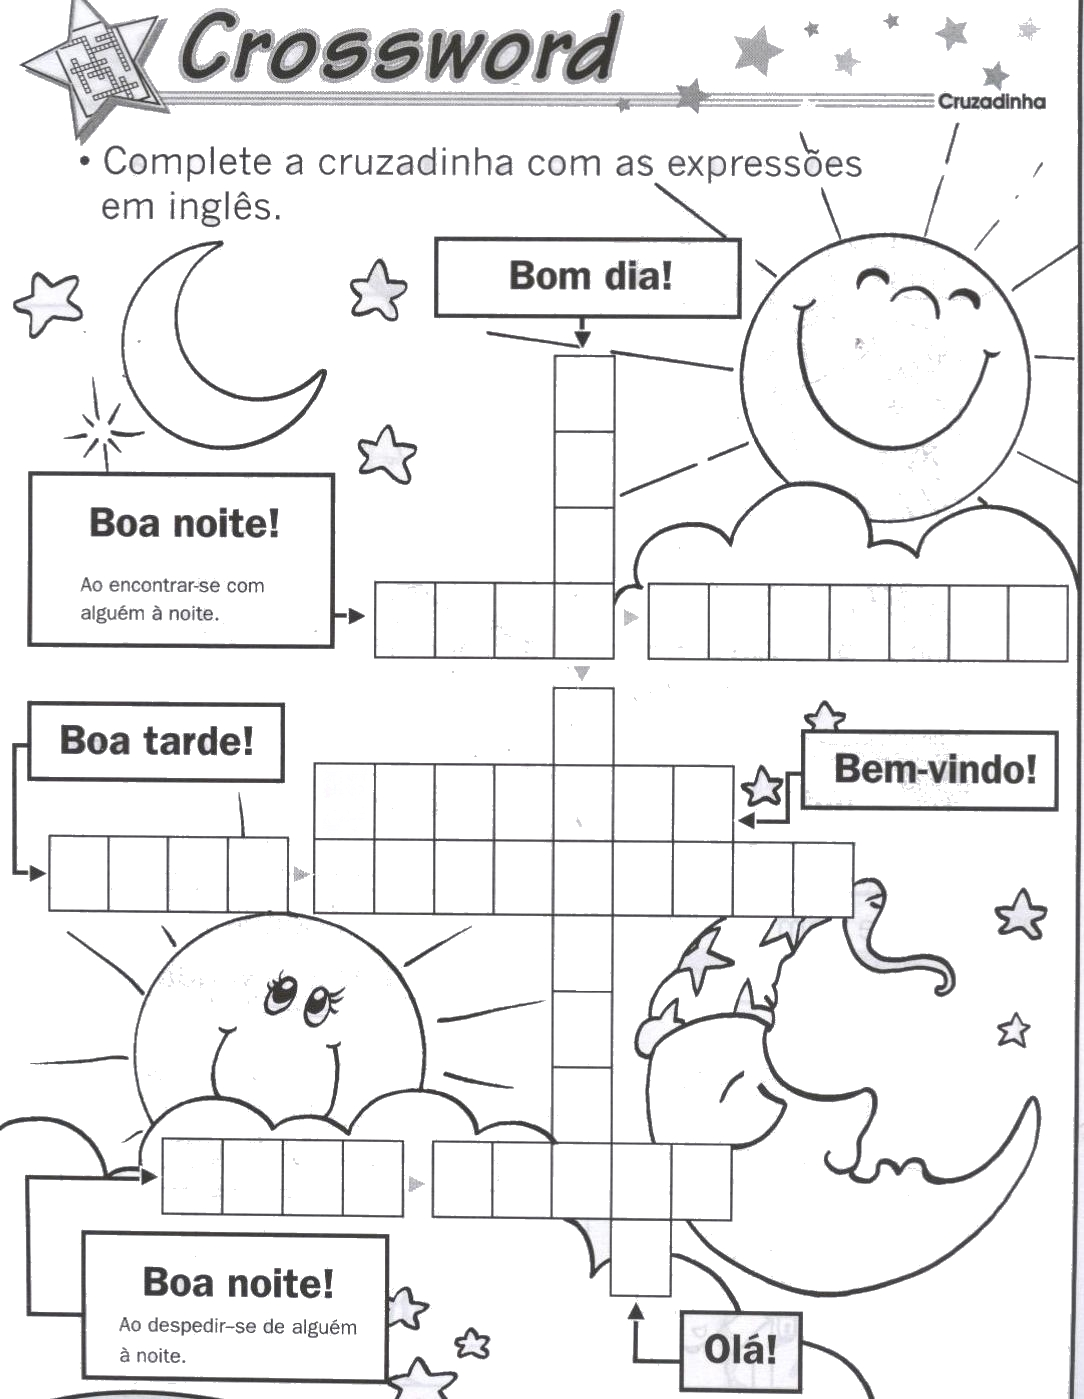 Crossword
Cruzadinha
• Complete a cruzadinha com as expressões
em inglês.
Bom dia!
Boa noite!
Ao encontrar-se com
alguém à noite.
Boa tarde!
Bem-vindo!
Boa noite!
Ao despedir–se de alguém
à noite.
Olá!